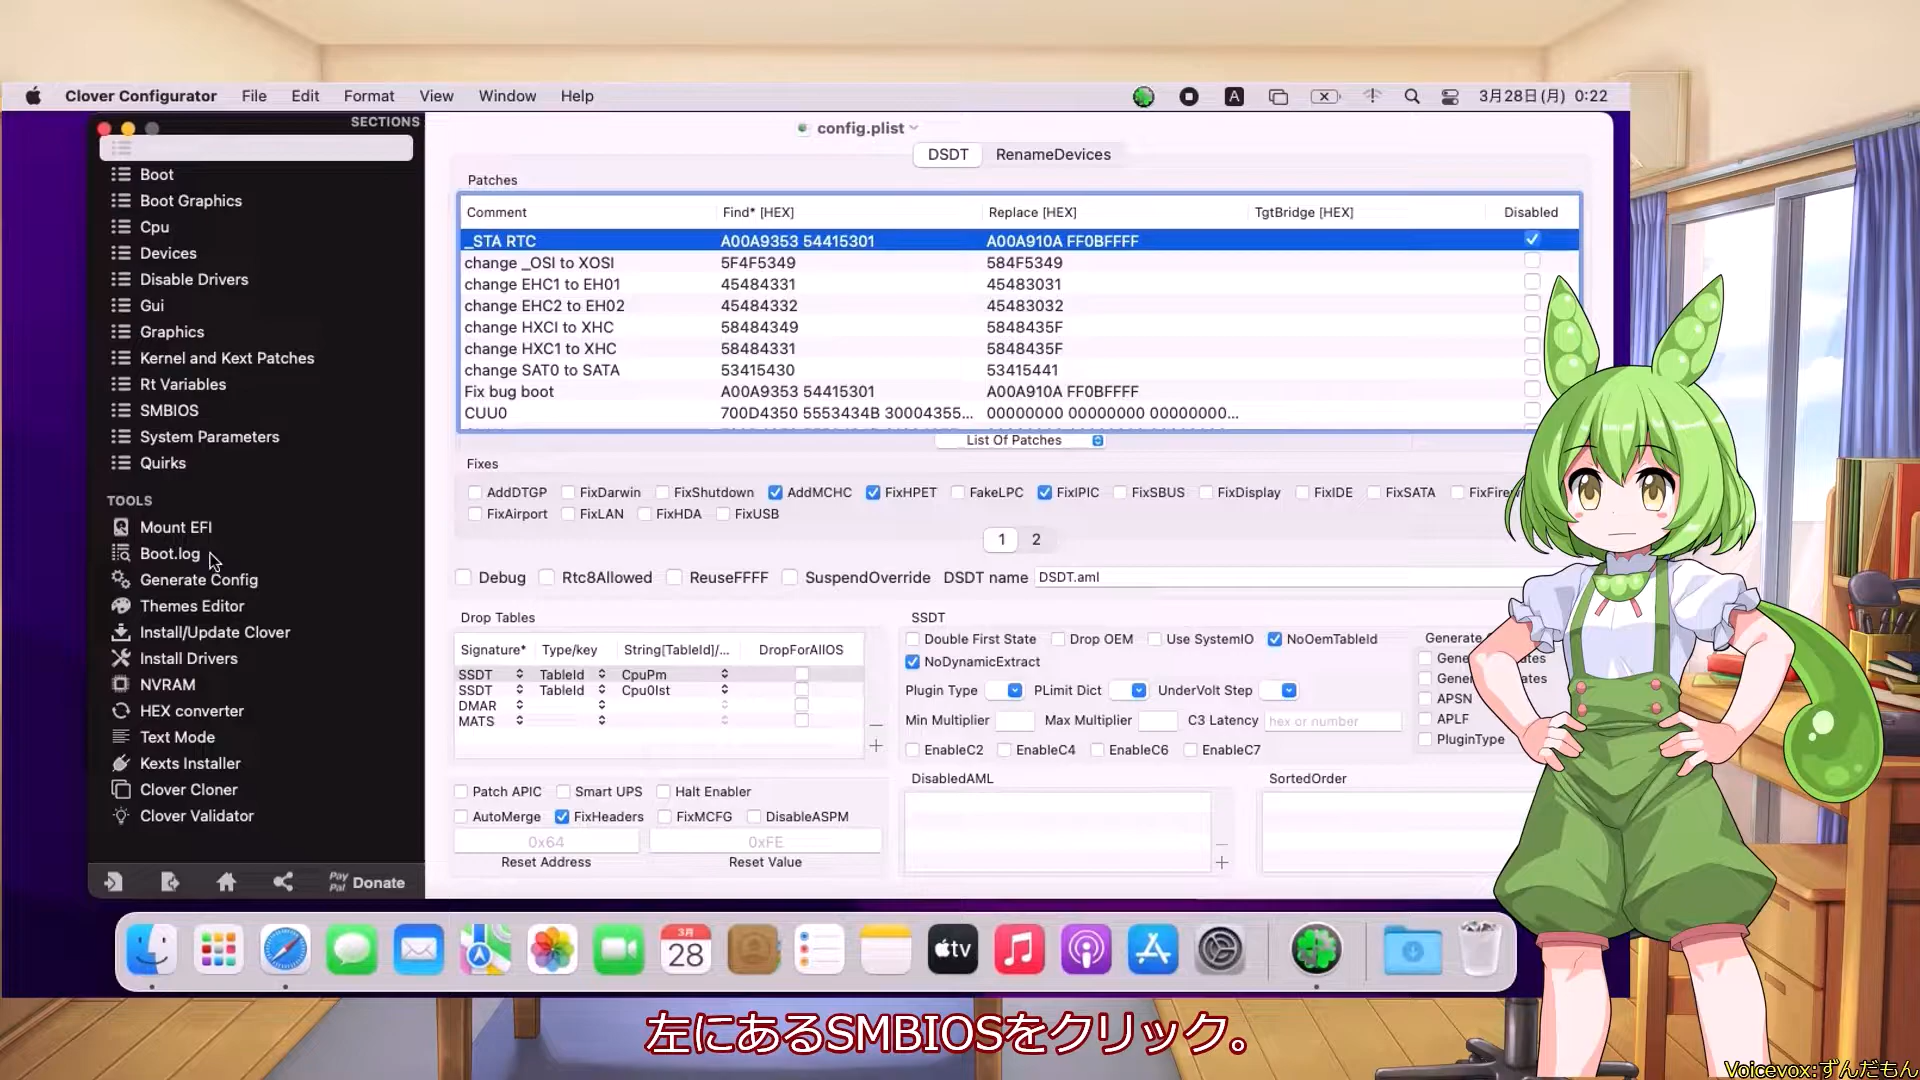 Clover Configurator File Edit Format View Window Help
A 3月28日(月) 0:22
SECTIONS
Boot
Boot Graphics
Cpu
Devices
Disable Drivers
Gui
Graphics
Kernel and Kext Patches
Rt Variables
SMBIOS
System Parameters
Quirks
TOOLS
Mount EFI
Boot.log
Generate Config
Themes Editor
Install/Update Clover
Install Drivers
NVRAM
HEX converter
Text Mode
Kexts Installer
Clover Cloner
Clover Validator
Pay Pal Donate
config.plist
DSDT RenameDevices
Patches
Comment Find* [HEX] Replace [HEX] TgtBridge [HEX] Disabled
_STA RTC A00A9353 54415301 A00A910A FF0BFFFF
change _OSI to XOSI 5F4F5349 584F5349
change EHC1 to EH01 45484331 45483031
change EHC2 to EH02 45484332 45483032
change HXCI to XHC 58484349 5848435F
change HXC1 to XHC 58484331 5848435F
change SAT0 to SATA 53415430 53415441
Fix bug boot A00A9353 54415301 A00A910A FF0BFFFF
CUU0 700D4350 5553434B 30004355... 00000000 00000000 00000000...
List Of Patches
Fixes
AddDTGP FixDarwin FixShutdown AddMCHC FixHPET FakeLPC FixIPIC FixSBUS FixDisplay FixIDE FixSATA
FixAirport FixLAN FixHDA FixUSB
1 2
Debug Rtc8Allowed ReuseFFFF SuspendOverride DSDT name DSDT.aml
Drop Tables
Signature* Type/key String[TableId]/... DropForAllOS
SSDT TableId CpuPm
SSDT TableId Cpu0Ist
DMAR
MATS
Patch APIC Smart UPS Halt Enabler
AutoMerge FixHeaders FixMCFG DisableASPM
0x64 0xFE
Reset Address Reset Value
SSDT
Double First State Drop OEM Use SystemIO NoOemTableId
NoDynamicExtract
Plugin Type PLimit Dict UnderVolt Step
Min Multiplier Max Multiplier C3 Latency hex or number
EnableC2 EnableC4 EnableC6 EnableC7
Generate
APSN
APLF
PluginType
DisabledAML SortedOrder
3月
28
tv
左にあるSMBIOSをクリック。
Voicevox:ずんだもん